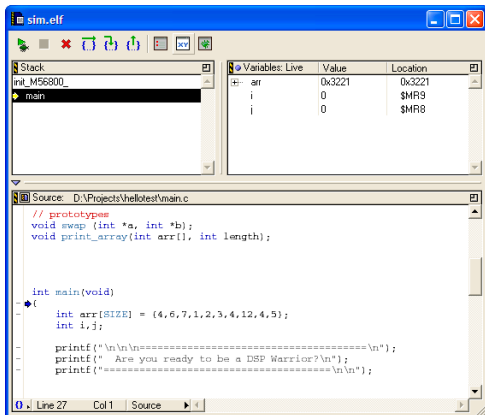 sim.elf
Stack
init_M56800_
main
Variables: Live Value Location
arr 0x3221 0x3221
i 0 $MR9
j 0 $MR8
Source: D:\Projects\hellotest\main.c
// prototypes
void swap (int *a, int *b);
void print_array(int arr[], int length);
int main(void)
{
int arr[SIZE] = {4,6,7,1,2,3,4,12,4,5};
int i,j;
printf("\n\n\n=====================================\n");
printf("  Are you ready to be a DSP Warrior?\n");
printf("=====================================\n\n");
Line 27 Col 1 Source